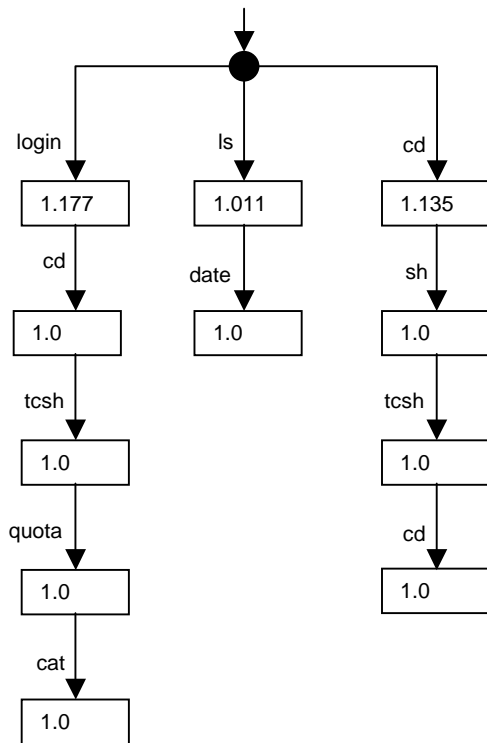 login ls cd
1.177 1.011 1.135
cd date sh
1.0 1.0 1.0
tcsh tcsh
1.0 1.0
quota cd
1.0 1.0
cat
1.0